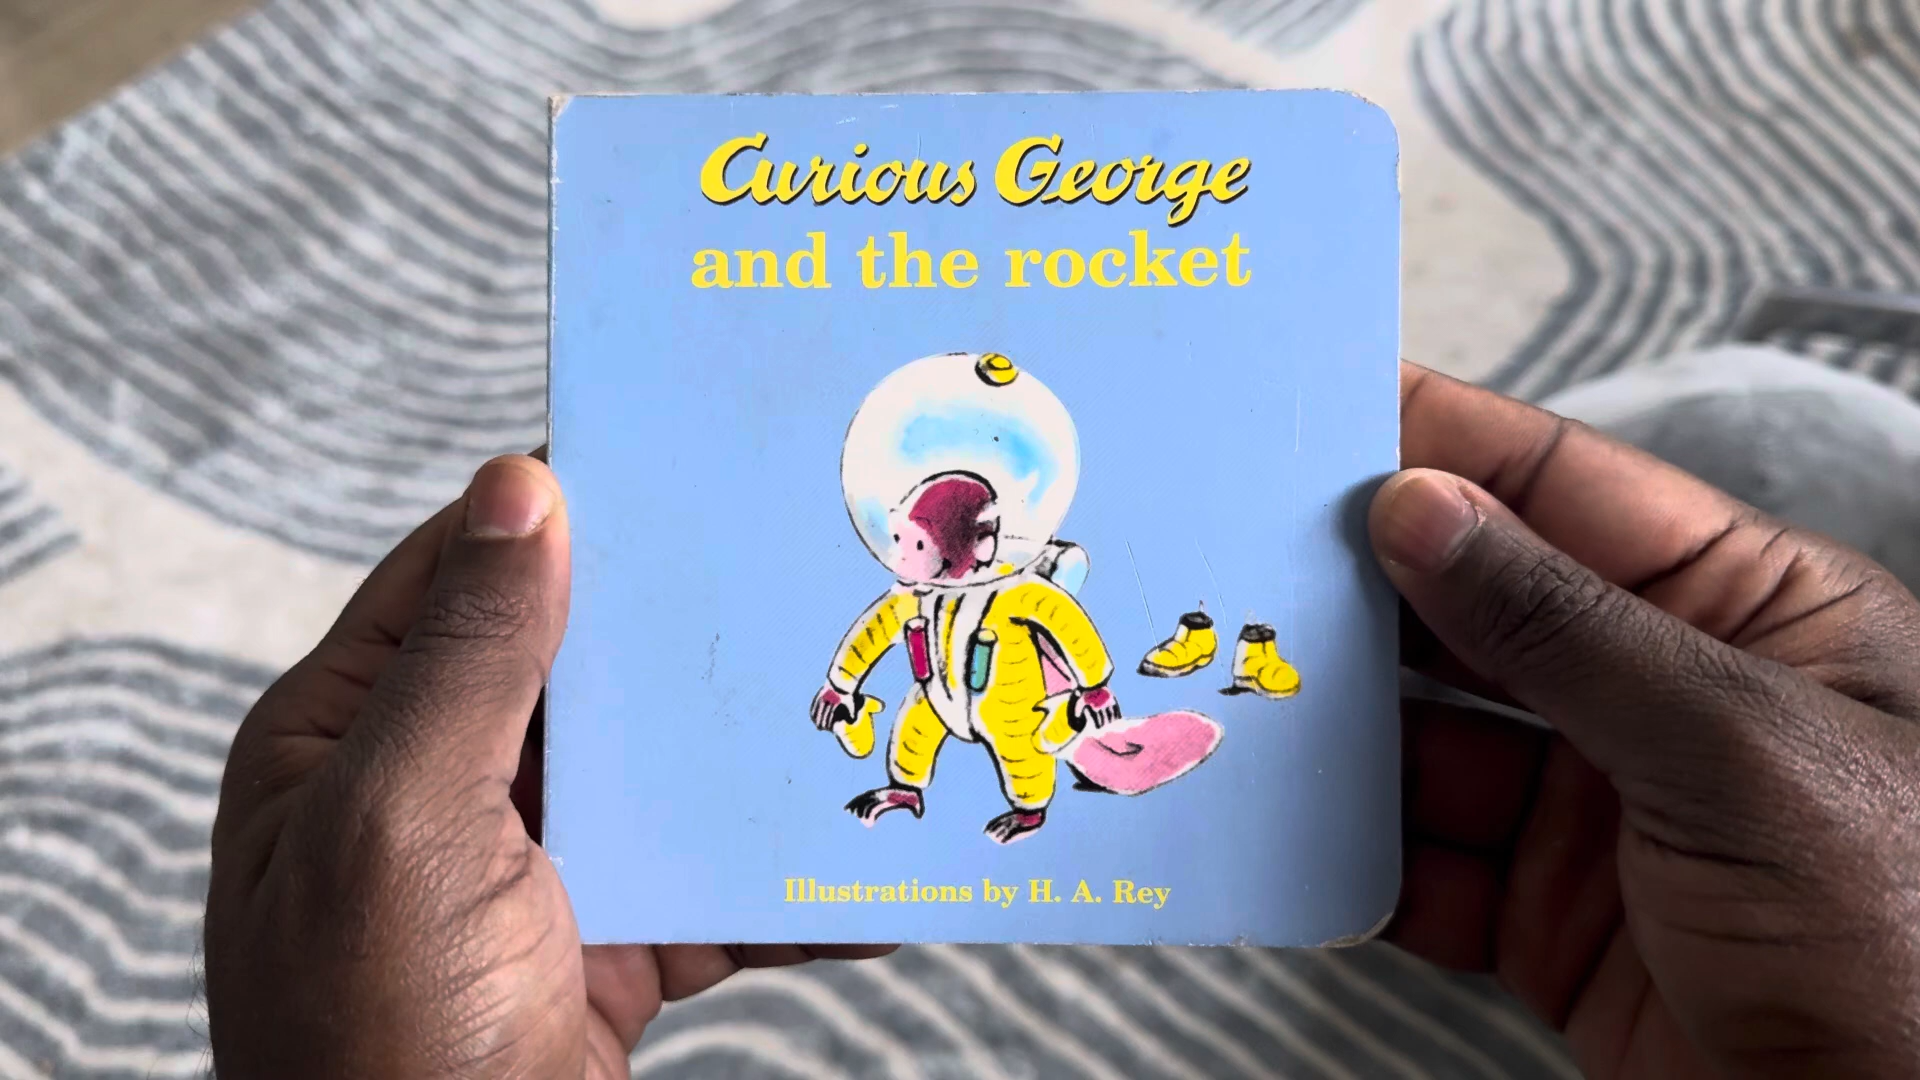 Curious George
and the rocket
Illustrations by H. A. Rey